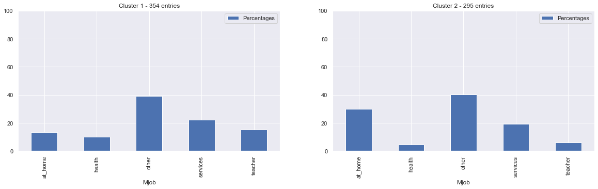 Cluster 1 - 354 entries
100
80
60
40
20
0
Percentages
at_home
health
other
services
teacher
Mjob
Cluster 2 - 295 entries
100
80
60
40
20
0
Percentages
at_home
health
other
services
teacher
Mjob